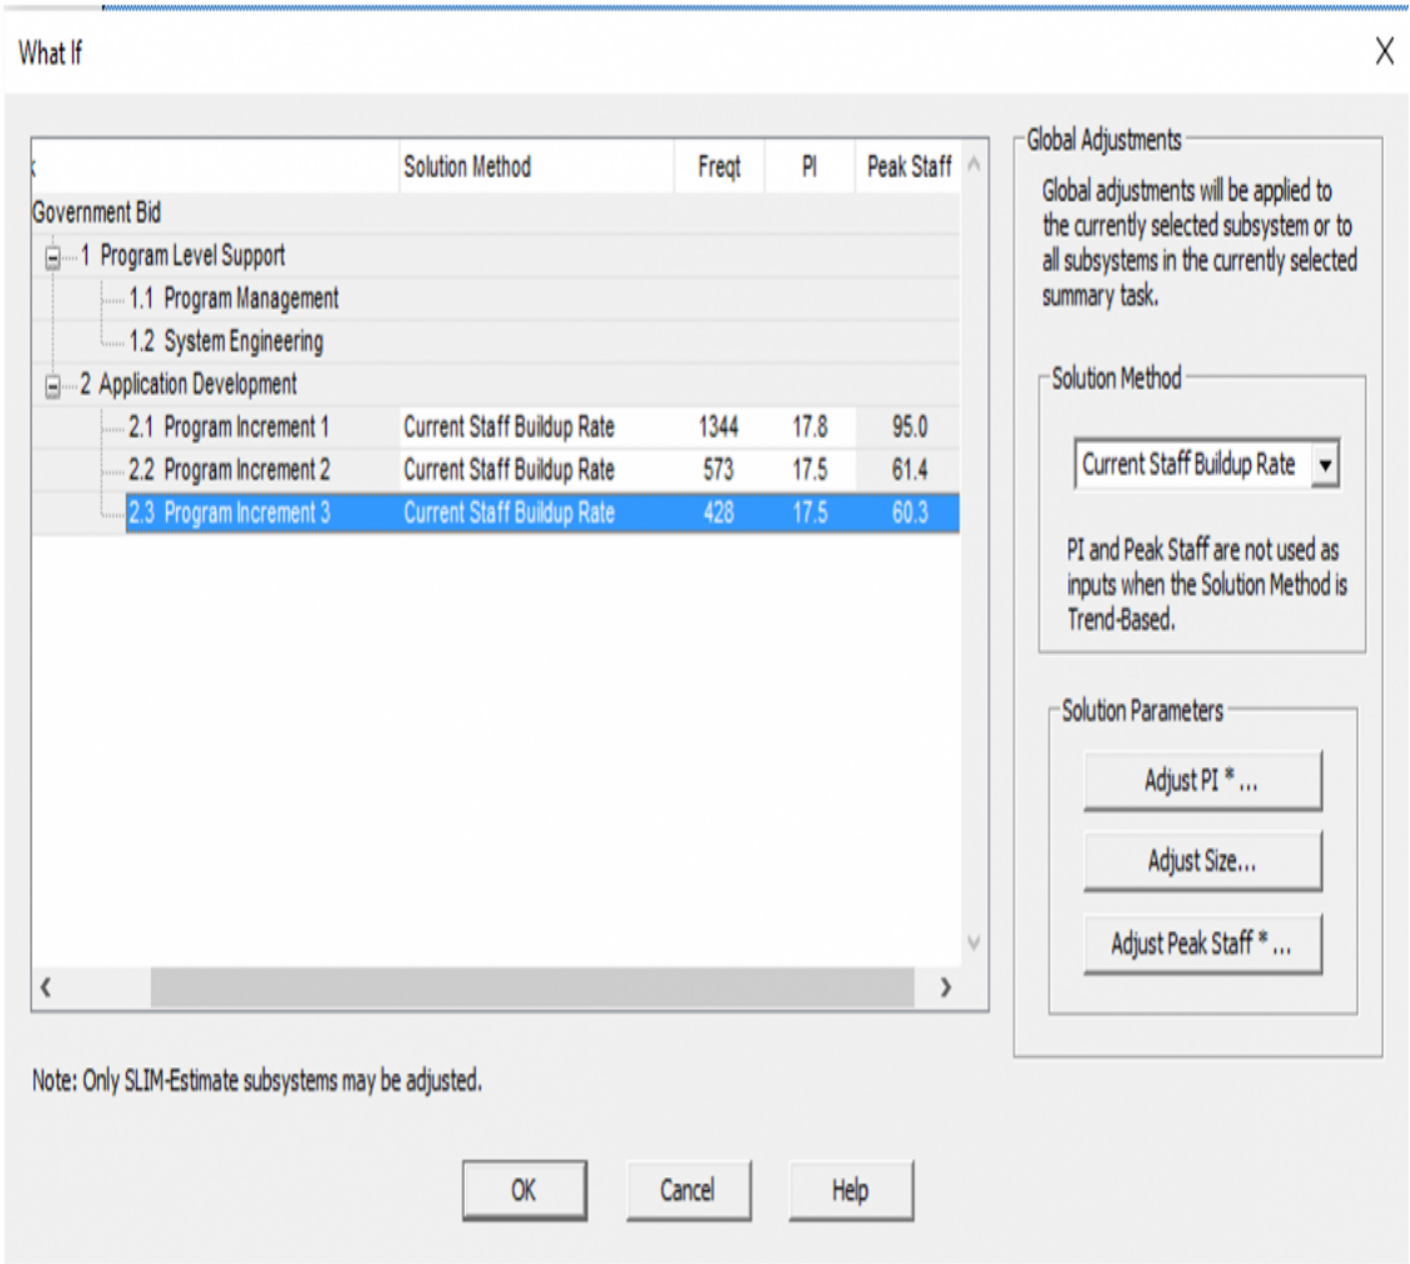 What If
X
Solution Method Freqt PI Peak Staff
Government Bid
1 Program Level Support
1.1 Program Management
1.2 System Engineering
2 Application Development
2.1 Program Increment 1 Current Staff Buildup Rate 1344 17.8 95.0
2.2 Program Increment 2 Current Staff Buildup Rate 573 17.5 61.4
2.3 Program Increment 3 Current Staff Buildup Rate 428 17.5 60.3
Global Adjustments
Global adjustments will be applied to
the currently selected subsystem or to
all subsystems in the currently selected
summary task.
Solution Method
Current Staff Buildup Rate
PI and Peak Staff are not used as
inputs when the Solution Method is
Trend-Based.
Solution Parameters
Adjust PI * ...
Adjust Size...
Adjust Peak Staff * ...
Note: Only SLIM-Estimate subsystems may be adjusted.
OK Cancel Help